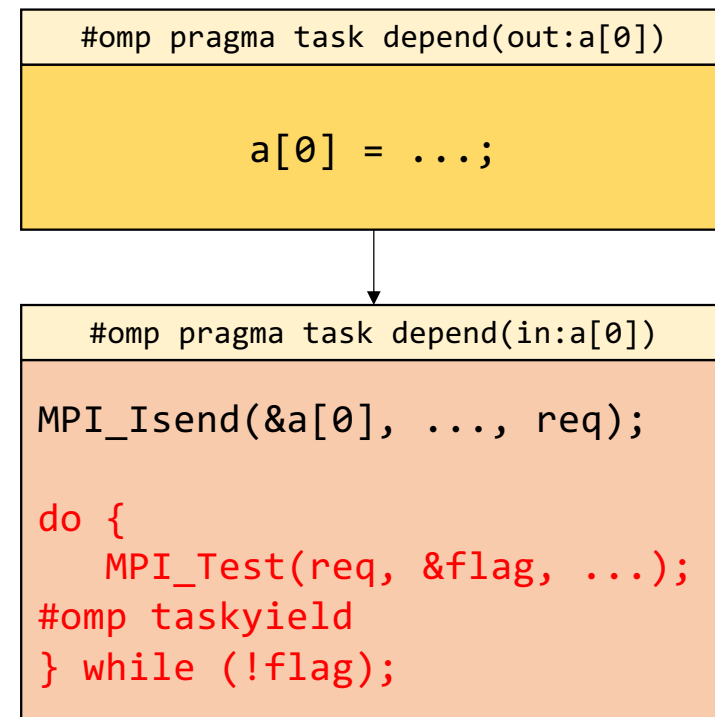 #omp pragma task depend(out:a[0])
a[0] = ...;
#omp pragma task depend(in:a[0])
MPI_Isend(&a[0], ..., req);
do {
MPI_Test(req, &flag, ...);
#omp taskyield
} while (!flag);